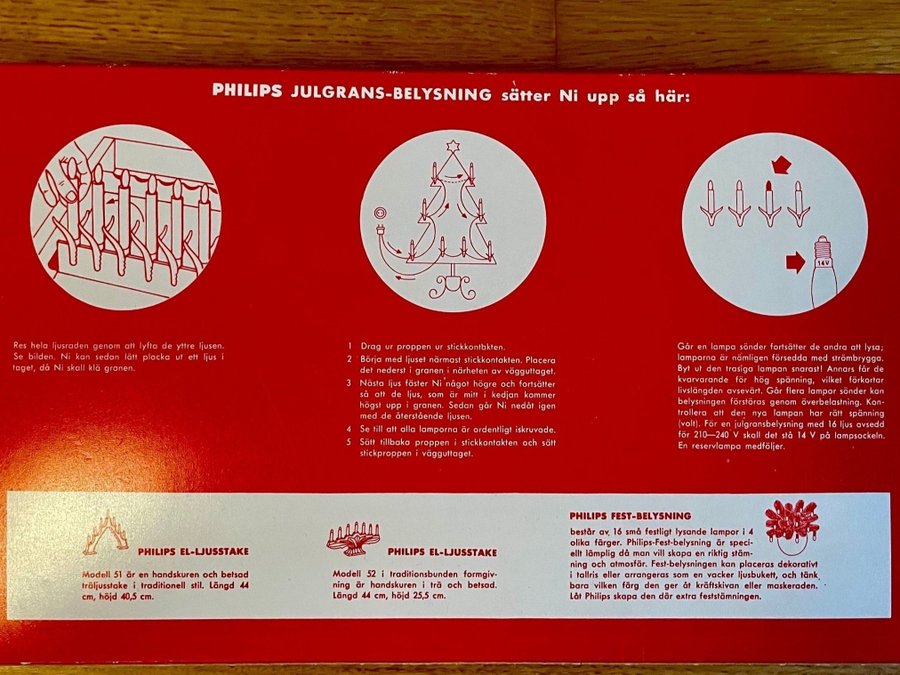 PHILIPS JULGRANS-BELYSNING sätter Ni upp så här:
14 V
Res hela ljusraden genom att lyfta de yttre ljusen.
Se bilden. Ni kan sedan lätt plocka ut ett ljus i
taget, då Ni skall klä granen.
1 Drag ur proppen ur stickkontbkten.
2 Börja med ljuset närmast stickkontakten. Placera
det nederst i granen i närheten av vägguttaget.
3 Nästa ljus fäster Ni något högre och fortsätter
så att de ljus, som är mitt i kedjan kommer
högst upp i granen. Sedan går Ni nedåt igen
med de återstående ljusen.
4 Se till att alla lamporna är ordentligt iskruvade.
5 Sätt tillbaka proppen i stickkontakten och sätt
stickproppen i vägguttaget.
Går en lampa sönder fortsätter de andra att lysa;
lamporna är nämligen försedda med strömbrygga.
Byt ut den trasiga lampan snarast! Annars får de
kvarvarande för hög spänning, vilket förkortar
livslängden avsevärt. Går flera lampor sönder kan
belysningen förstöras genom överbelastning. Kon-
trollera att den nya lampan har rätt spänning
(volt). För en julgransbelysning med 16 ljus avsedd
för 210—240 V skall det stå 14 V på lampsockeln.
En reservlampa medföljer.
PHILIPS EL-LJUSSTAKE
Modell 51 är en handskuren och betsad
träljusstake i traditionell stil. Längd 44
cm, höjd 40,5 cm.
PHILIPS EL-LJUSSTAKE
Modell 52 i traditionsbunden formgiv-
ning är handskuren i trä och betsad.
Längd 44 cm, höjd 25,5 cm.
PHILIPS FEST-BELYSNING
består av 16 små festligt lysande lampor i 4
olika färger. Philips-Fest-belysning är speci-
ellt lämplig då man vill skapa en riktig stäm-
ning och atmosfär. Fest-belysningen kan placeras dekorativt
i tallris eller arrangeras som en vacker ljusbukett, och tänk
bara vilken färg den ger åt kräftskivan eller maskeraden.
Låt Philips skapa den där extra feststämningen.